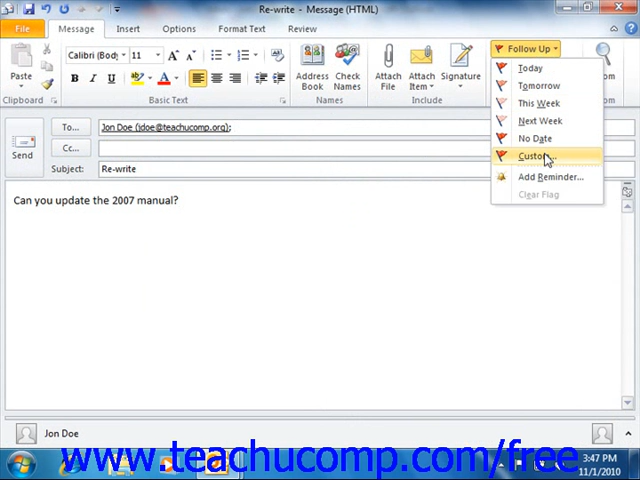 Re-write - Message (HTML)
File Message Insert Options Format Text Review
Calibri (Bod 11
B I U
Paste
Address Book
Check Names
Attach File
Attach Item
Signature
Follow Up
Clipboard Basic Text Names Include
Today
Tomorrow
This Week
Next Week
No Date
Custom...
Add Reminder...
Clear Flag
Send
To... Jon Doe (jdoe@teachucomp.org);
Cc...
Subject: Re-write
Can you update the 2007 manual?
Jon Doe
www.teachucomp.com/free
3:47 PM
11/1/2010